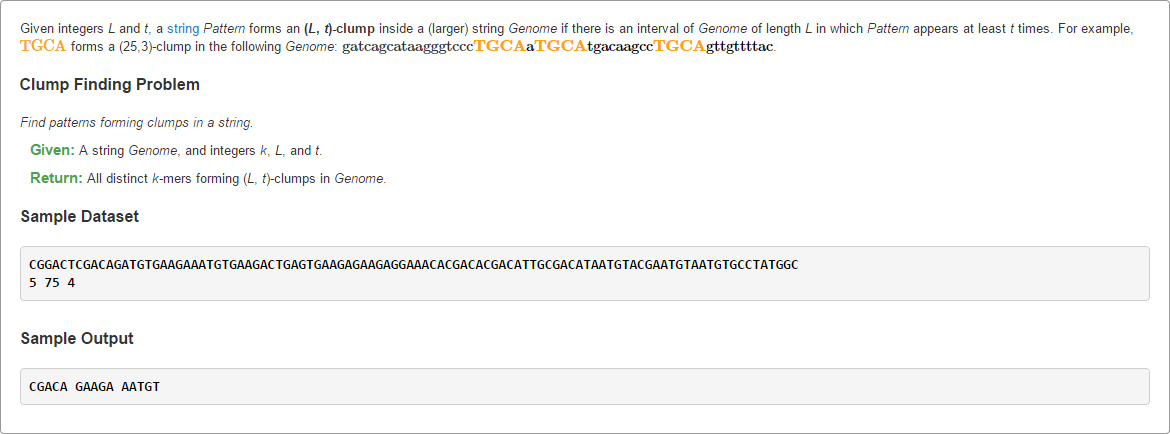 Given integers L and t, a string Pattern forms an (L, t)-clump inside a (larger) string Genome if there is an interval of Genome of length L in which Pattern appears at least t times. For example,
TGCA forms a (25,3)-clump in the following Genome: gatcagcataagggtcccTGCAaTGCAtgacaagccTGCAgttgttttac.
Clump Finding Problem
Find patterns forming clumps in a string.
Given: A string Genome, and integers k, L, and t.
Return: All distinct k-mers forming (L, t)-clumps in Genome.
Sample Dataset
CGGACTCGACAGATGTGAAGAAATGTGAAGACTGAGTGAAGAGAAGAGGAAACACGACACGACATTGCGACATAATGTACGAATGTAATGTGCCTATGGC
5 75 4
Sample Output
CGACA GAAGA AATGT